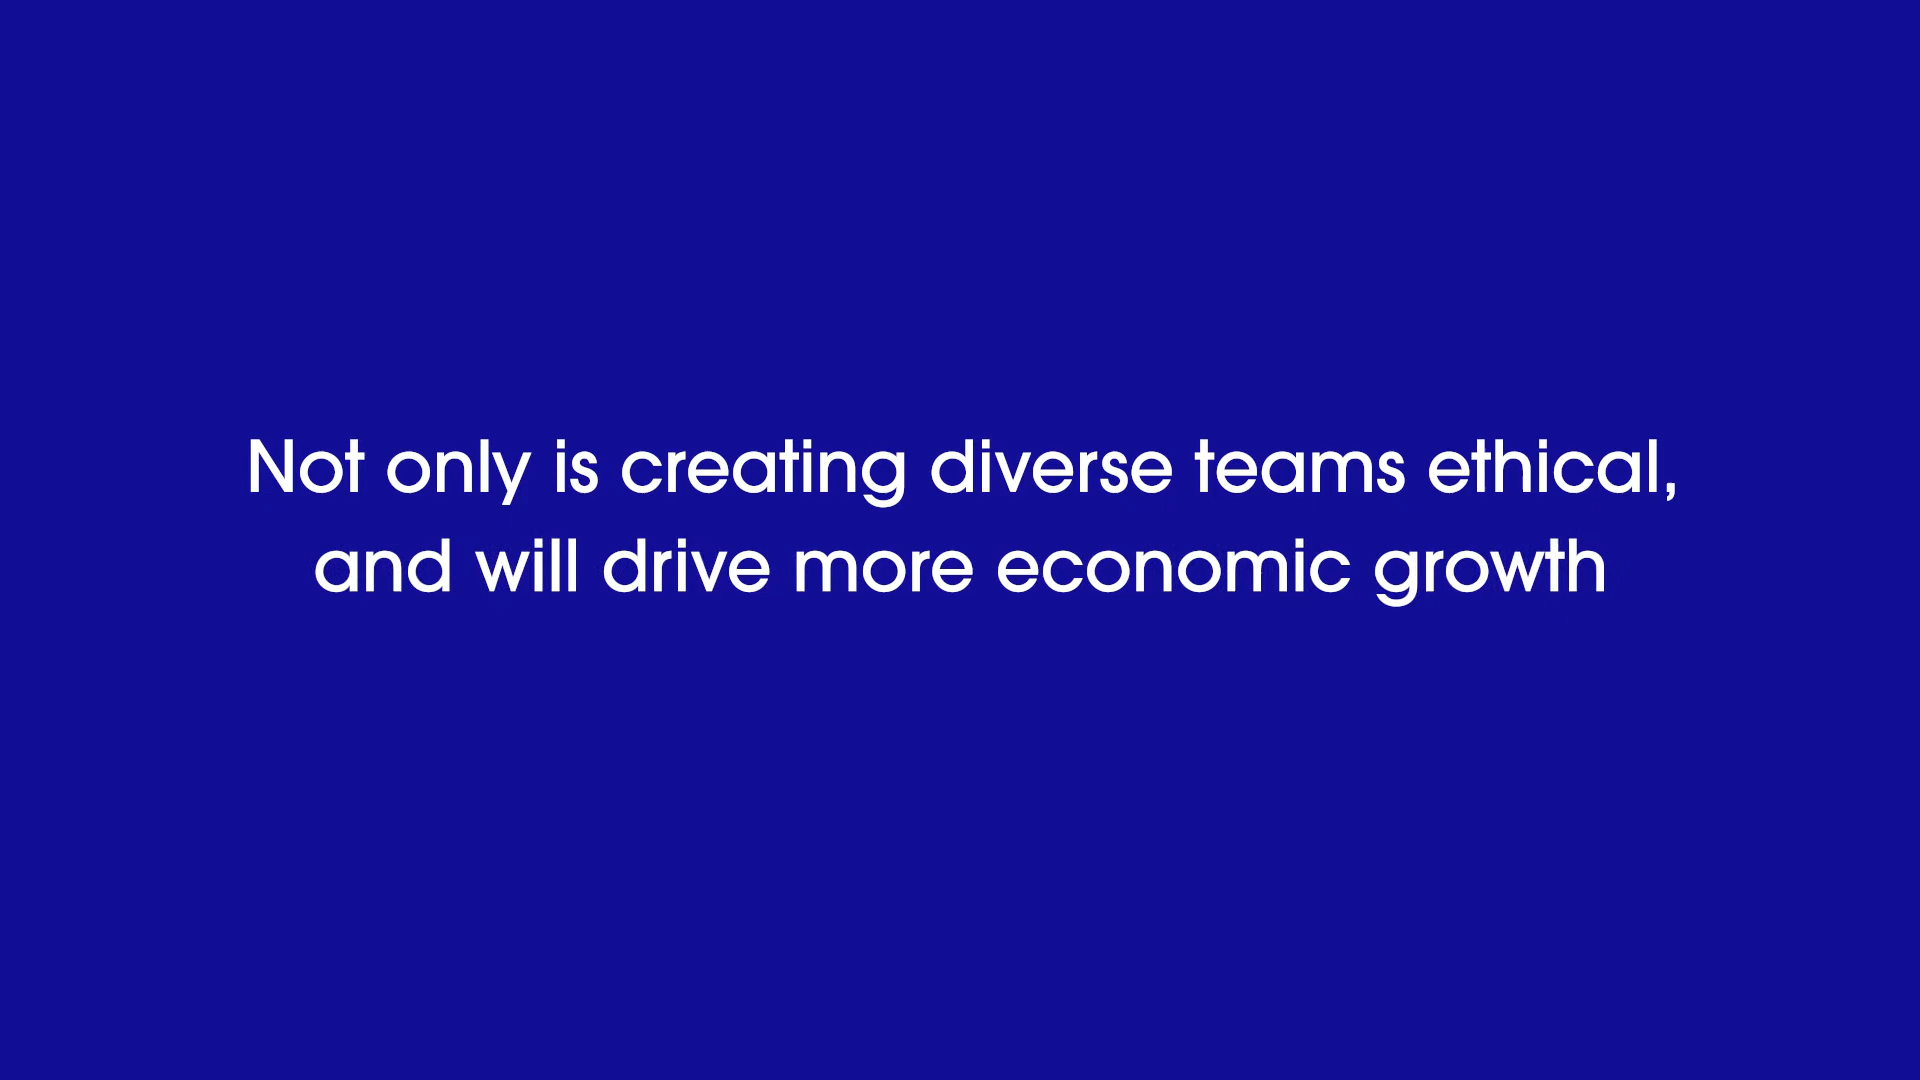 Not only is creating diverse teams ethical,
and will drive more economic growth